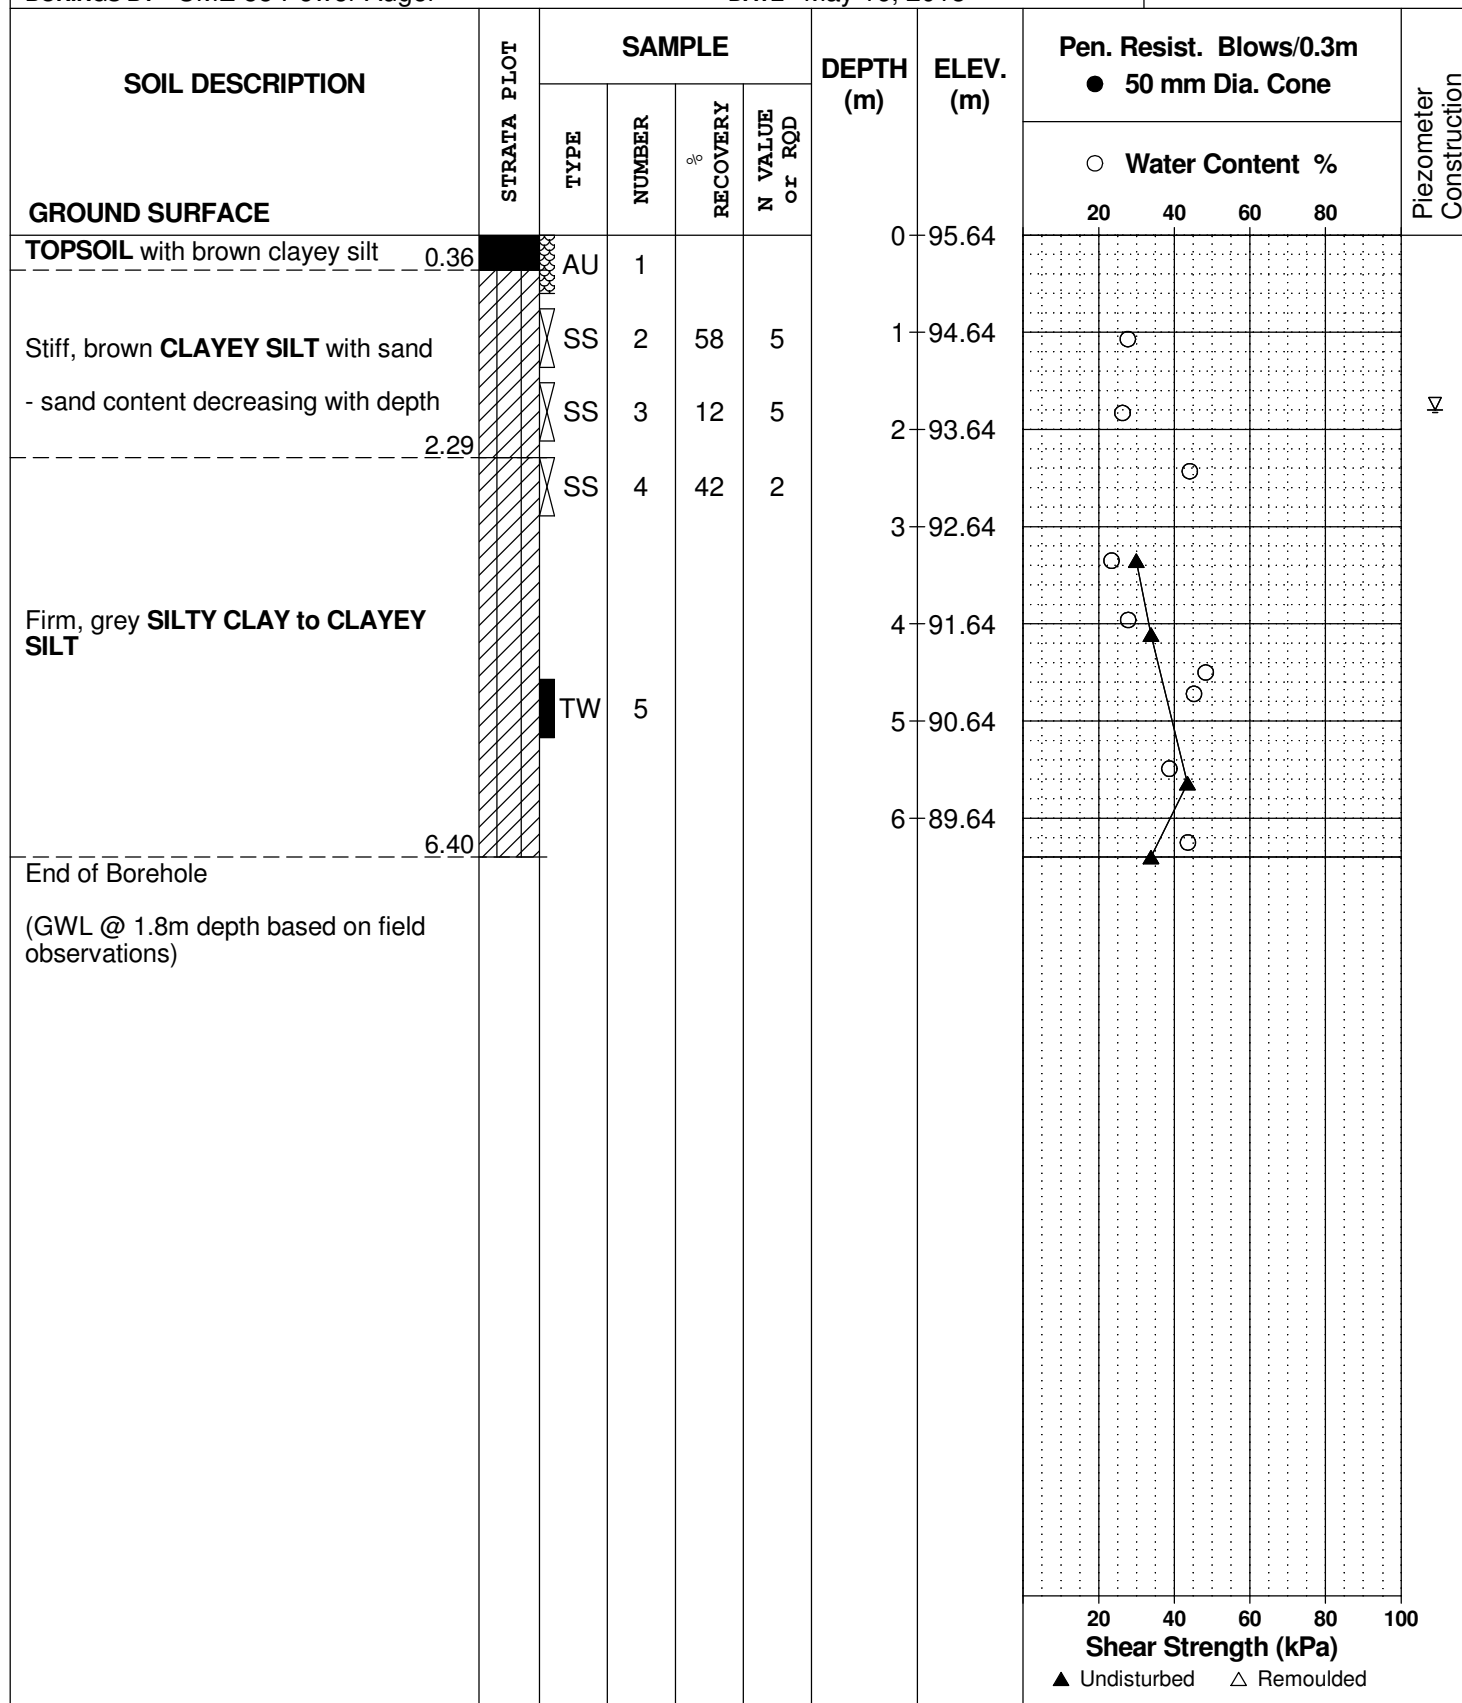 CME 55 Power Auger
SOIL DESCRIPTION
GROUND SURFACE
STRATA PLOT
SAMPLE
TYPE
NUMBER
% RECOVERY
N VALUE or RQD
DEPTH (m)
ELEV. (m)
Pen. Resist. Blows/0.3m
● 50 mm Dia. Cone
○ Water Content %
20 40 60 80
Piezometer Construction
0 95.64
TOPSOIL with brown clayey silt 0.36
AU 1
Stiff, brown CLAYEY SILT with sand
- sand content decreasing with depth
2.29
SS 2 58 5
1 94.64
SS 3 12 5
2 93.64
SS 4 42 2
3 92.64
Firm, grey SILTY CLAY to CLAYEY
SILT
4 91.64
TW 5
5 90.64
6 89.64
6.40
End of Borehole
(GWL @ 1.8m depth based on field
observations)
20 40 60 80 100
Shear Strength (kPa)
▲ Undisturbed △ Remoulded